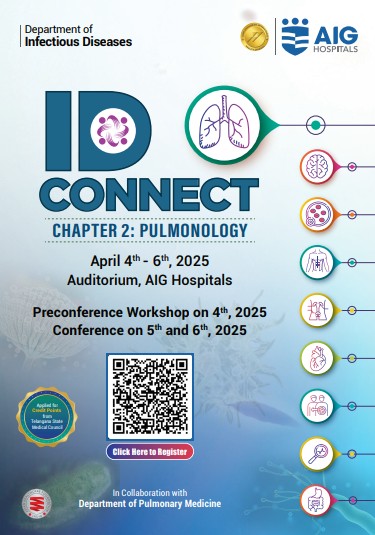 Department of
Infectious Diseases
AIG
HOSPITALS
ID
CONNECT
CHAPTER 2: PULMONOLOGY
April 4th - 6th, 2025
Auditorium, AIG Hospitals
Preconference Workshop on 4th, 2025
Conference on 5th and 6th, 2025
Applied for
Credit Points
from
Telangana State
Medical Council
Click Here to Register
In Collaboration with
Department of Pulmonary Medicine